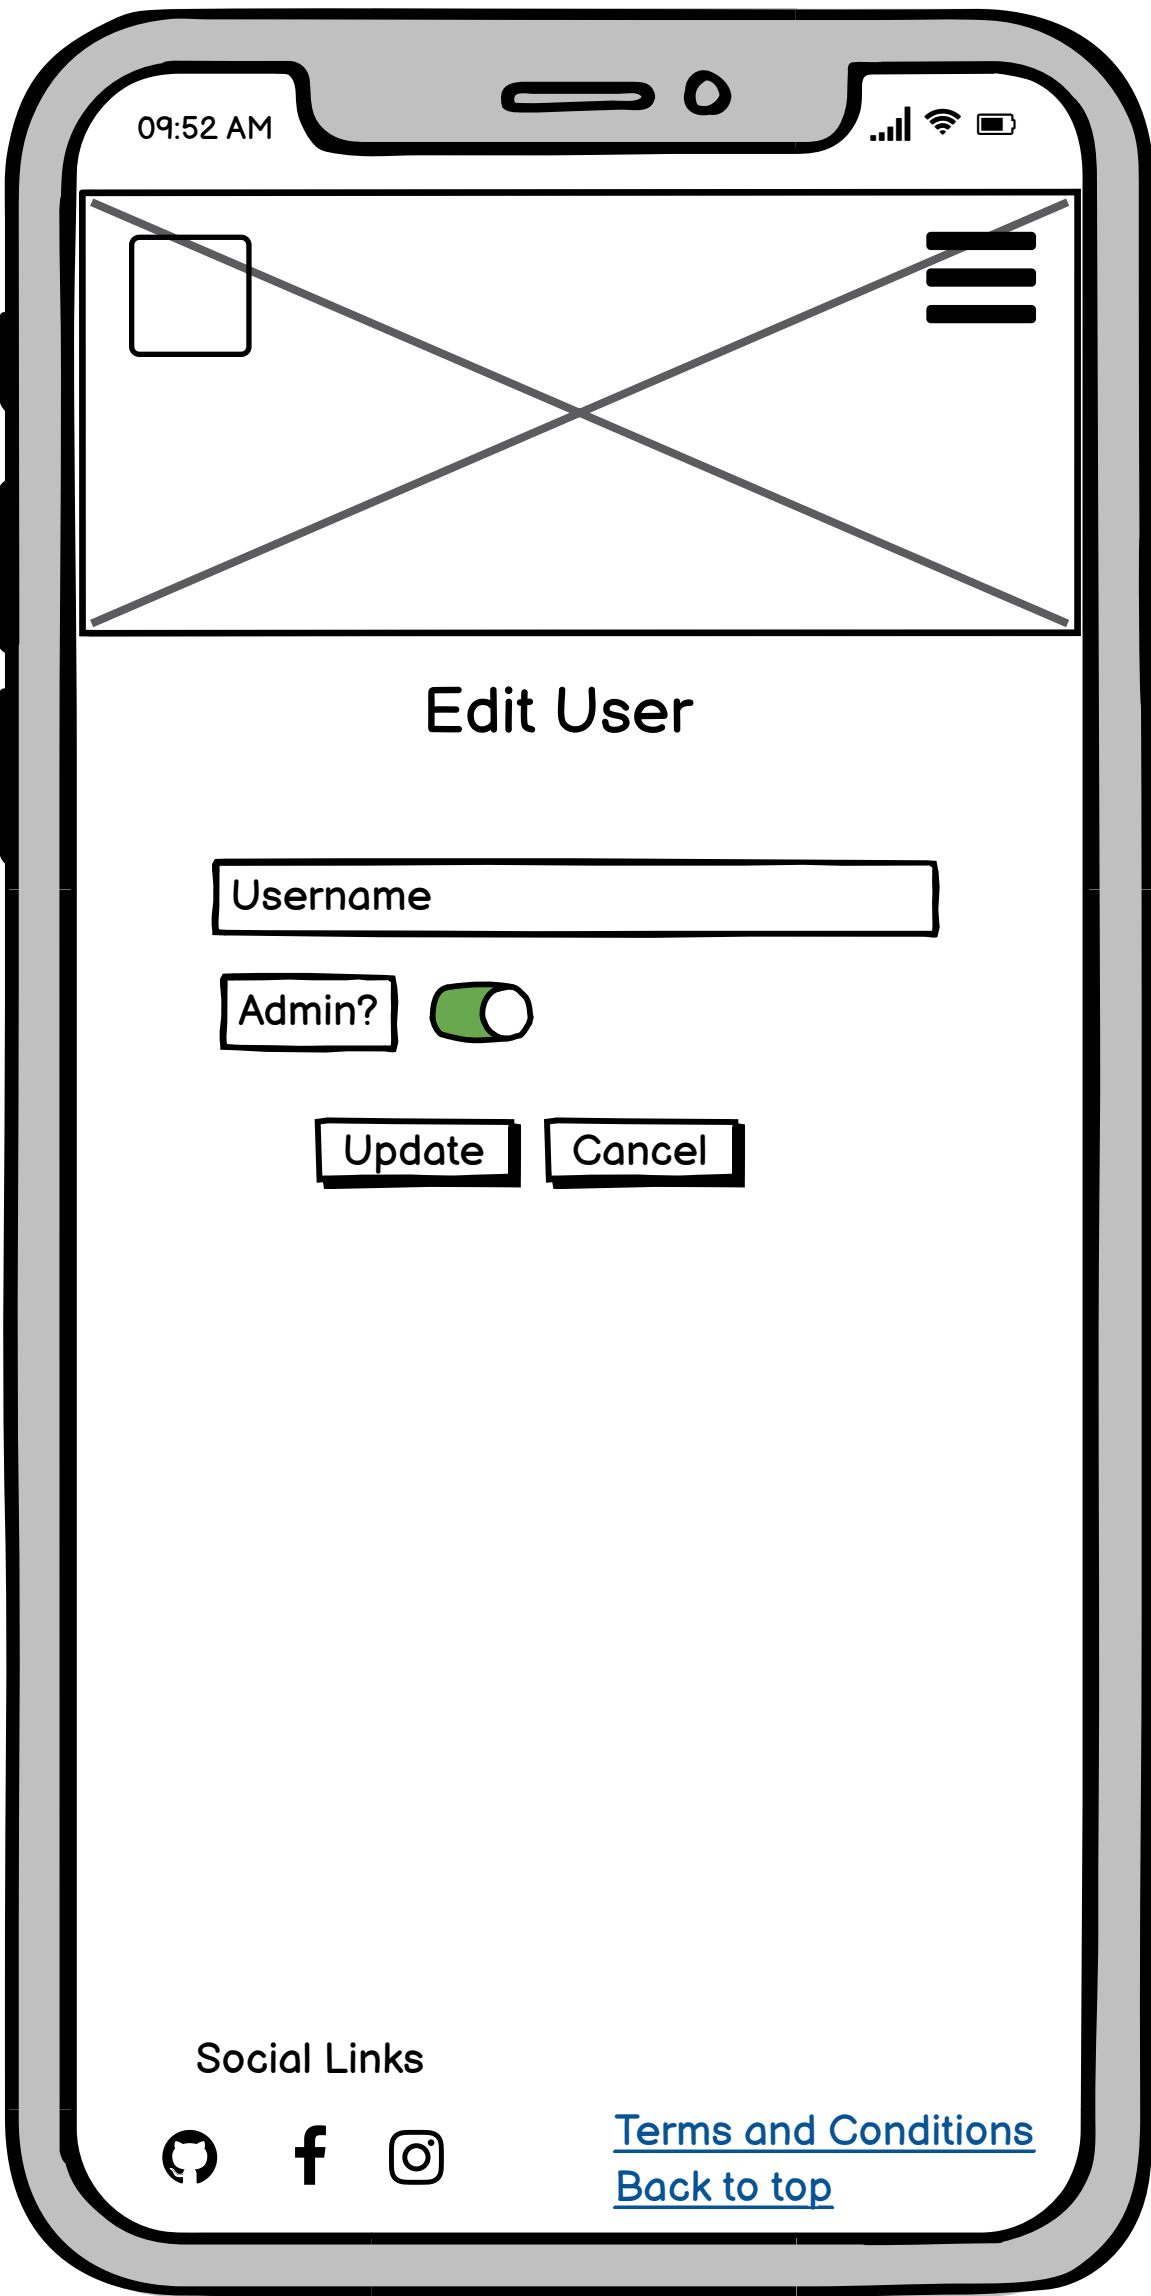 09:52 AM
Edit User
Username
Admin?
Update Cancel
Social Links
Terms and Conditions
Back to top